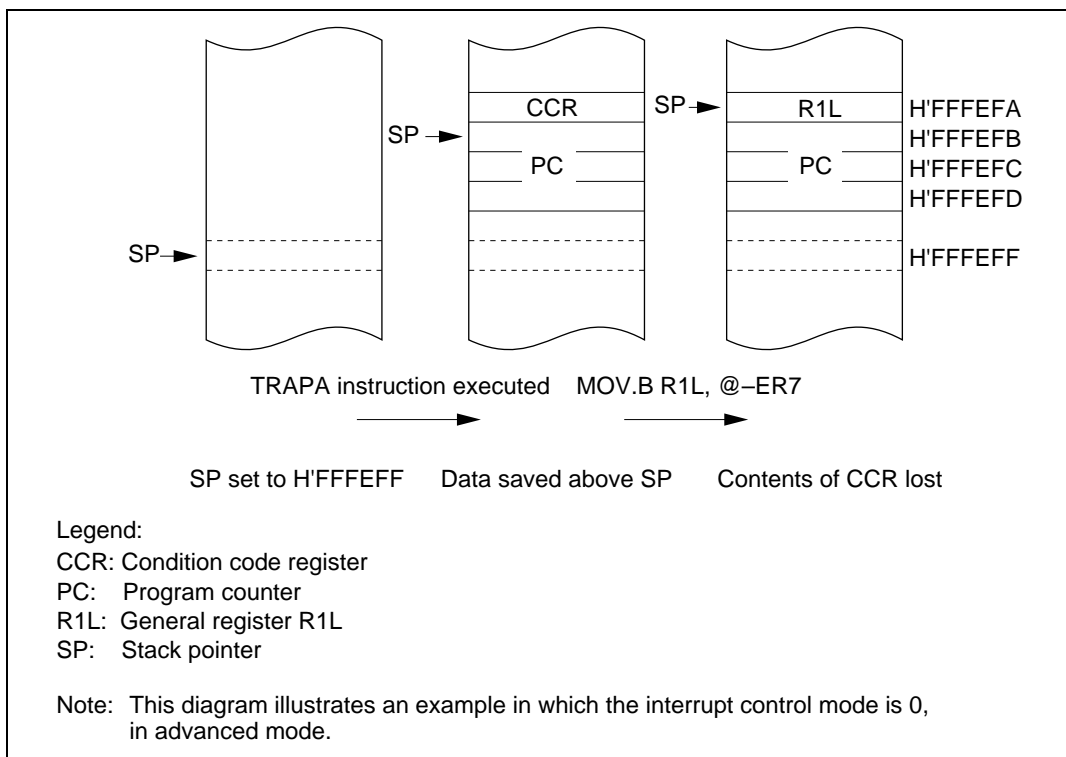 CCR SP R1L H'FFFEFA
SP H'FFFEFB
PC PC H'FFFEFC
H'FFFEFD
SP H'FFFEFF
TRAPA instruction executed MOV.B R1L, @–ER7
SP set to H'FFFEFF Data saved above SP Contents of CCR lost
Legend:
CCR: Condition code register
PC: Program counter
R1L: General register R1L
SP: Stack pointer
Note: This diagram illustrates an example in which the interrupt control mode is 0,
in advanced mode.